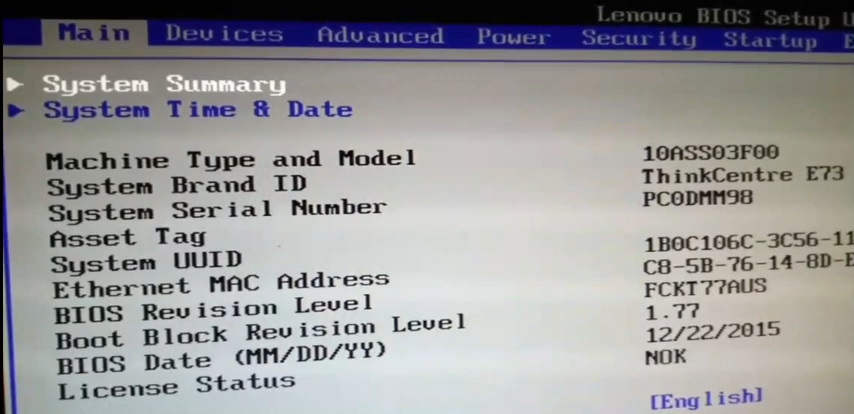 Lenovo BIOS Setup
Main Devices Advanced Power Security Startup
System Summary
System Time & Date
Machine Type and Model 10ASS03F00
System Brand ID ThinkCentre E73
System Serial Number PC0DMM98
Asset Tag
System UUID 1B0C106C-3C56-11
Ethernet MAC Address C8-5B-76-14-8D-E
BIOS Revision Level FCKT77AUS
Boot Block Revision Level 1.77
BIOS Date (MM/DD/YY) 12/22/2015
License Status NOK
[English]